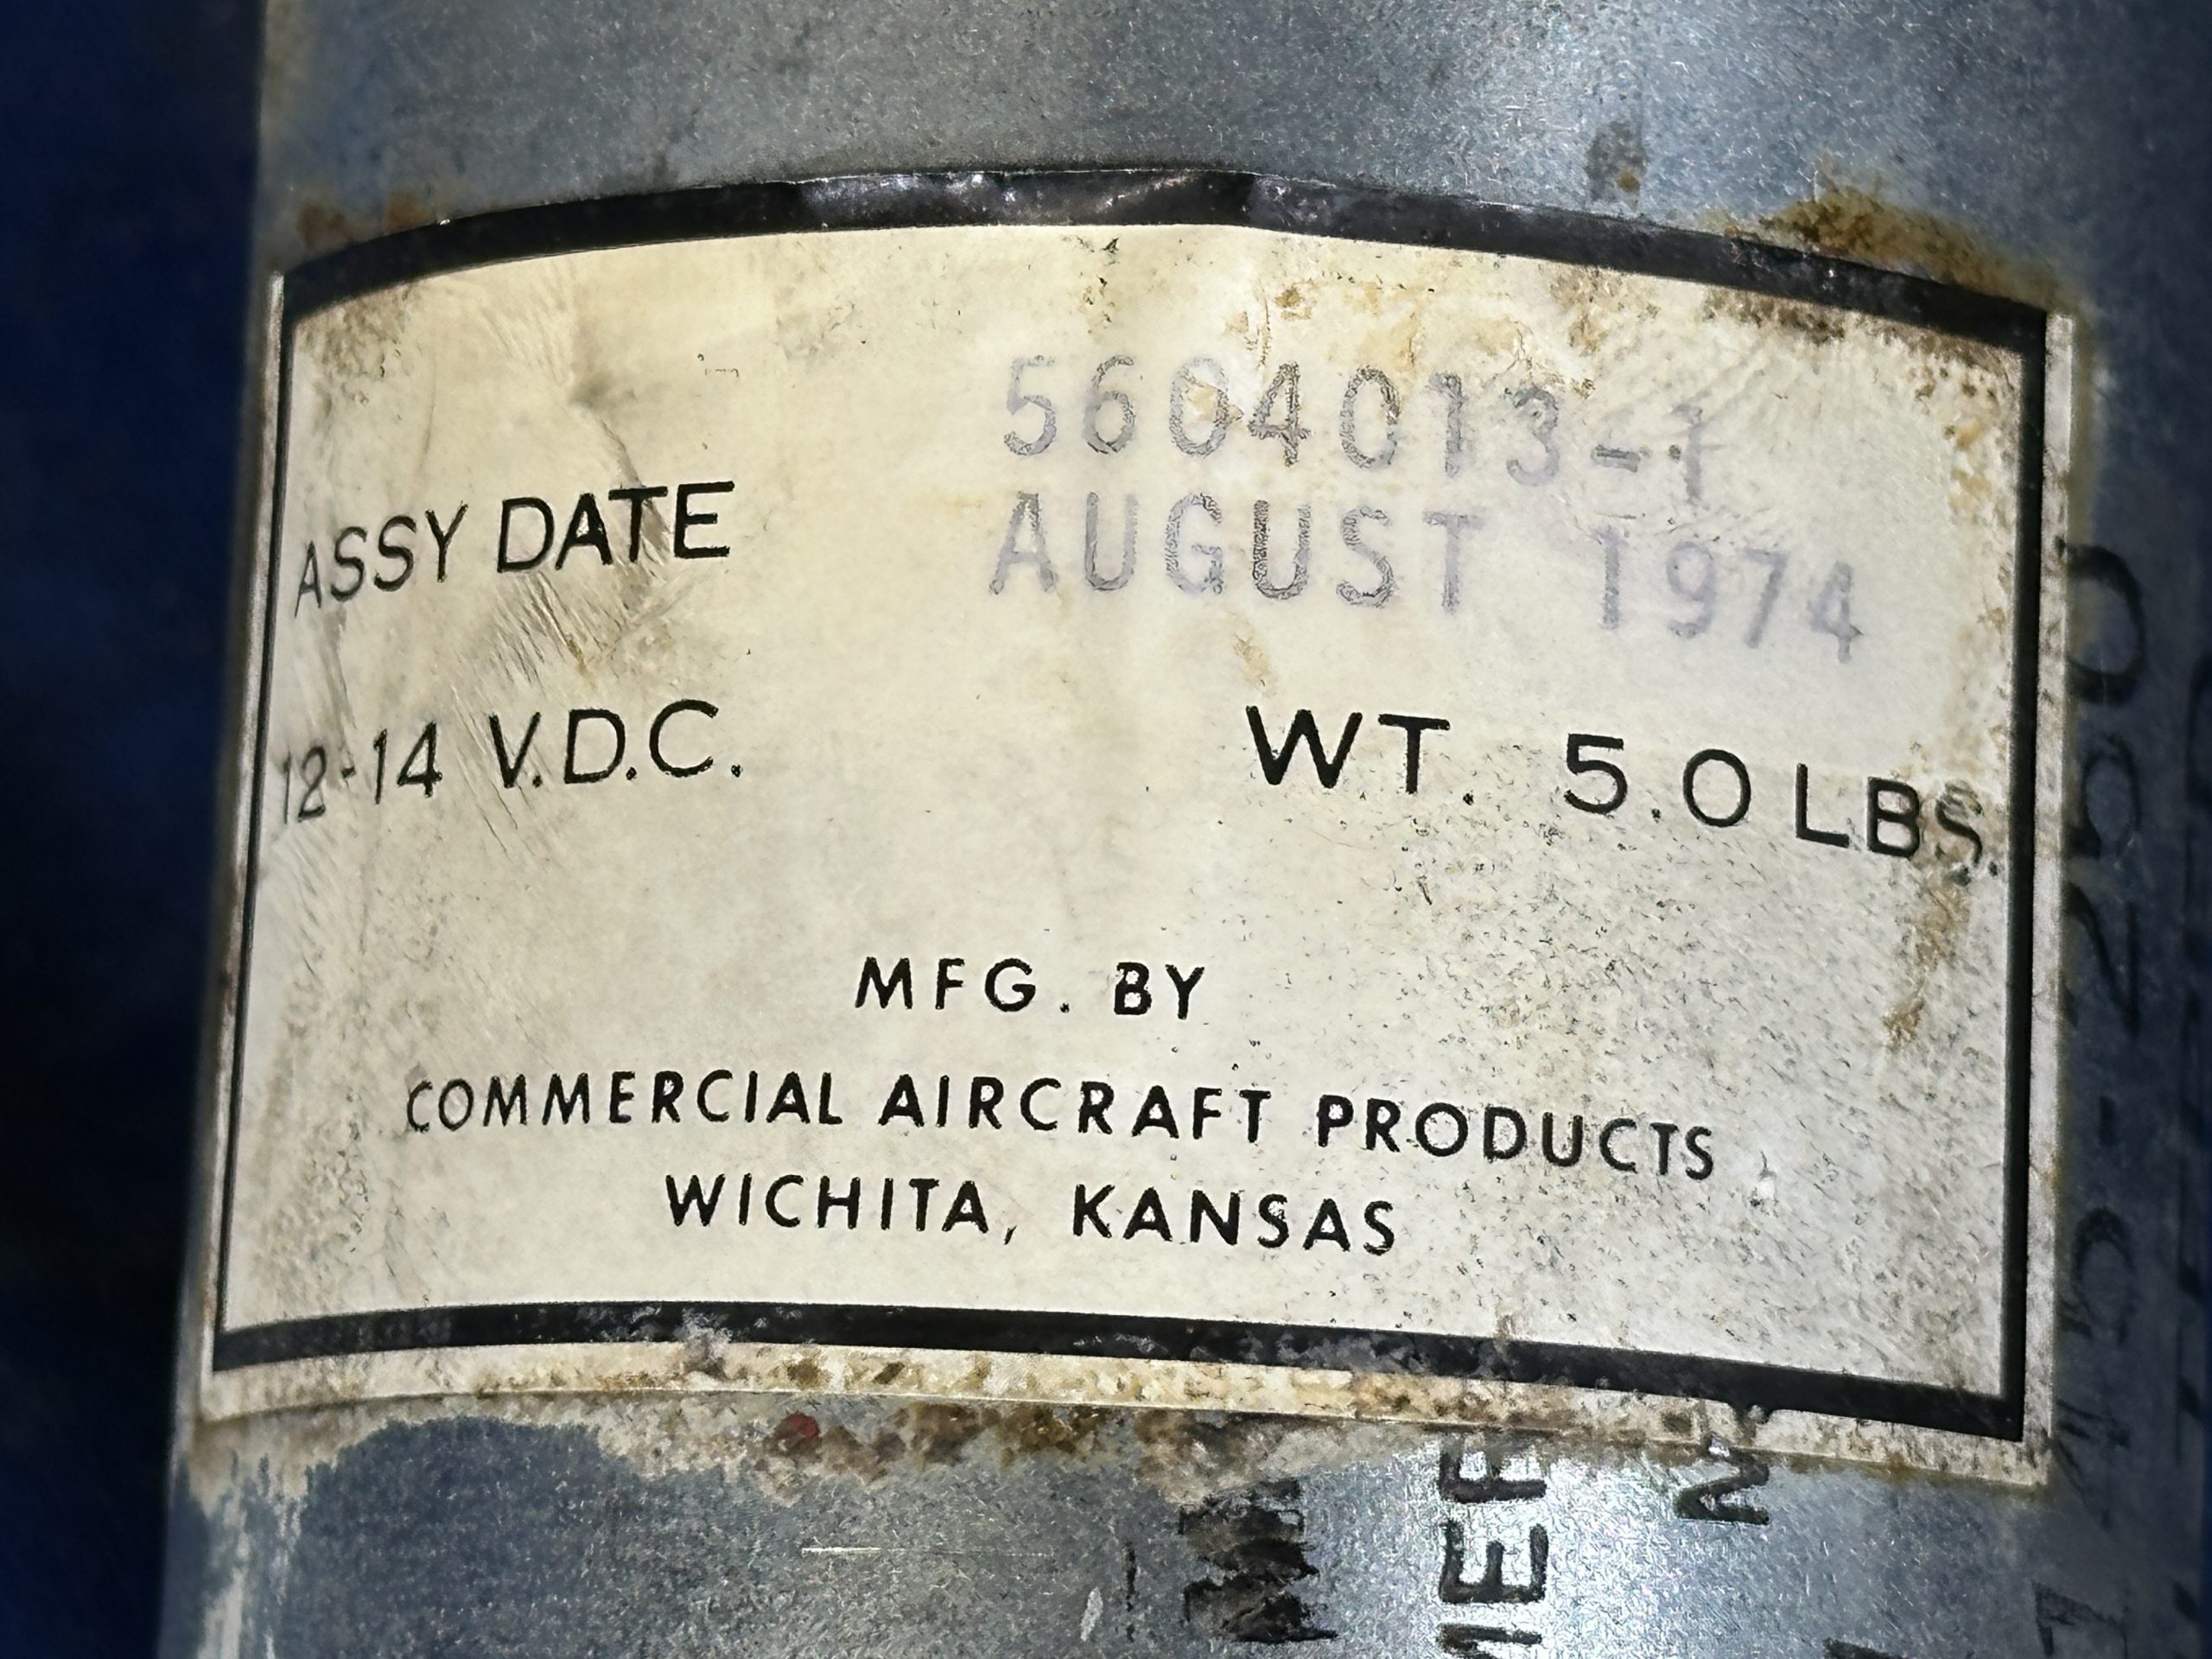 5604013-1
ASSY DATE AUGUST 1974
12-14 V.D.C. WT. 5.0 LBS.
MFG. BY
COMMERCIAL AIRCRAFT PRODUCTS
WICHITA, KANSAS